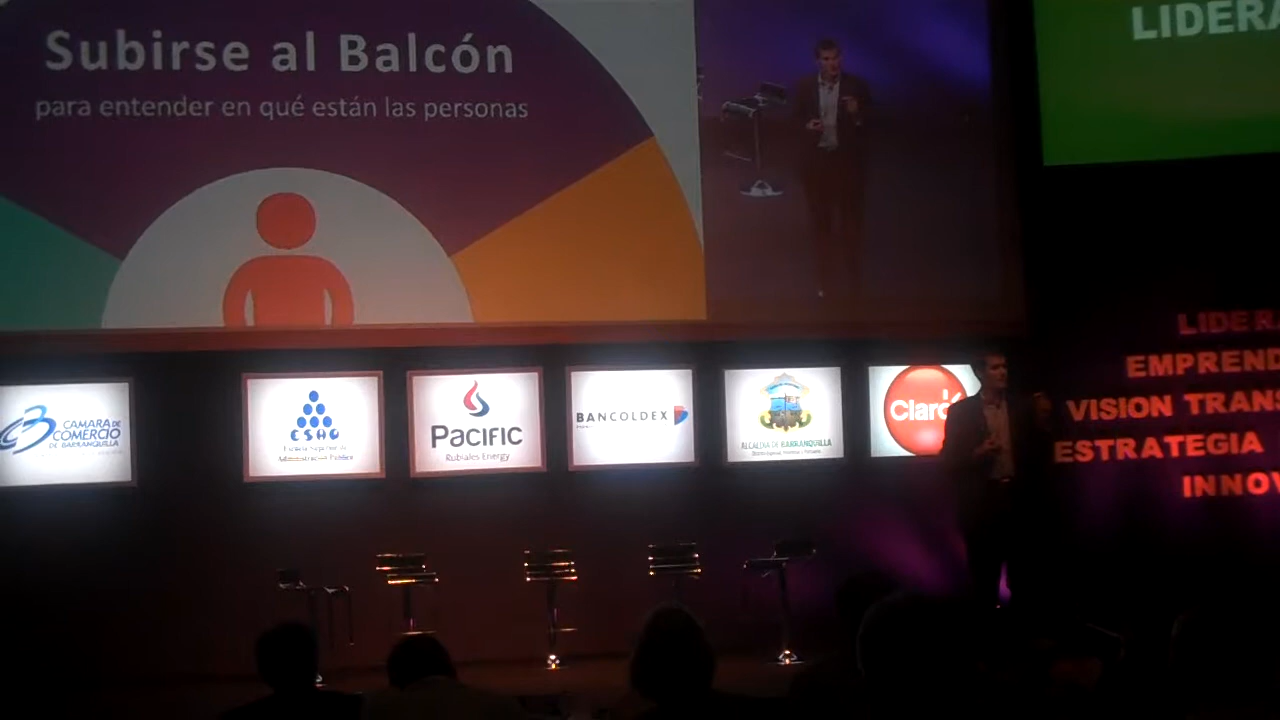 Subirse al Balcón
para entender en qué están las personas
LIDERA
CAMARA DE
COMERCIO
DE BARRANQUILLA
PACIFIC
Rubiales Energy
BANCOLDEX
ALCALDIA DE BARRANQUILLA
Claro
LIDERA
EMPREND
VISION TRANS
ESTRATEGIA
INNOV